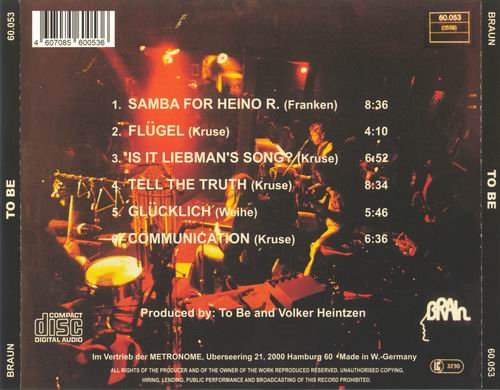 60.053
BRAUN
TO BE
BRAUN
4 607085 600536
60.053
(0598)
1. SAMBA FOR HEINO R. (Franken) 8:36
2. FLÜGEL (Kruse) 4:10
3. IS IT LIEBMAN'S SONG? (Kruse) 6:52
4. TELL THE TRUTH (Kruse) 8:34
5. GLÜCKLICH (Weihe) 5:46
6. COMMUNICATION (Kruse) 6:36
Produced by: To Be and Volker Heintzen
COMPACT
disc
DIGITAL AUDIO
BRAIN
Im Vertrieb der METRONOME, Uberseering 21, 2000 Hamburg 60 Made in W.-Germany
ALL RIGHTS OF THE PRODUCER AND OF THE OWNER OF THE WORK REPRODUCED RESERVED. UNAUTHORISED COPYING,
HIRING, LENDING, PUBLIC PERFORMANCE AND BROADCASTING OF THIS RECORD PROHIBITED.
LC 3230
TO BE
60.053